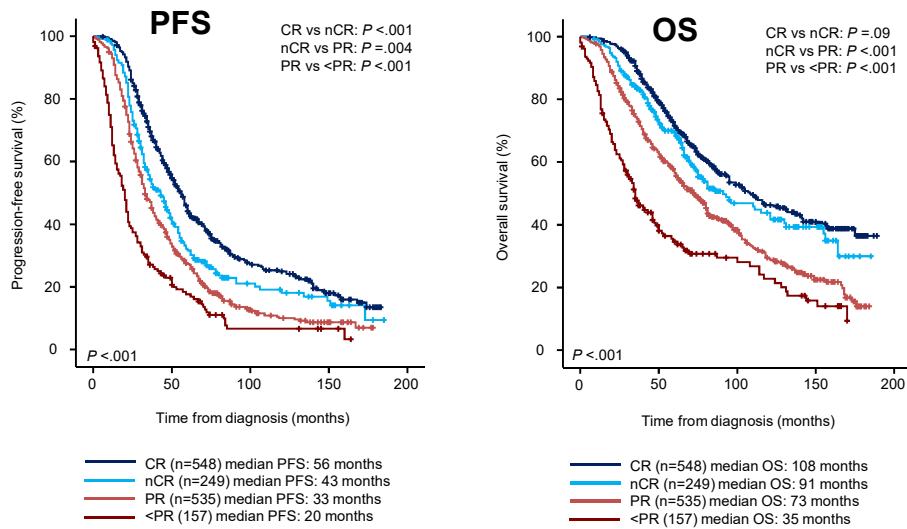 PFS
CR vs nCR: P <.001
nCR vs PR: P =.004
PR vs <PR: P <.001
100
80
60
40
20
0
Progression-free survival (%)
P <.001
0 50 100 150 200
Time from diagnosis (months)
CR (n=548) median PFS: 56 months
nCR (n=249) median PFS: 43 months
PR (n=535) median PFS: 33 months
<PR (157) median PFS: 20 months
OS
CR vs nCR: P =.09
nCR vs PR: P <.001
PR vs <PR: P <.001
100
80
60
40
20
0
Overall survival (%)
P <.001
0 50 100 150 200
Time from diagnosis (months)
CR (n=548) median OS: 108 months
nCR (n=249) median OS: 91 months
PR (n=535) median OS: 73 months
<PR (157) median OS: 35 months